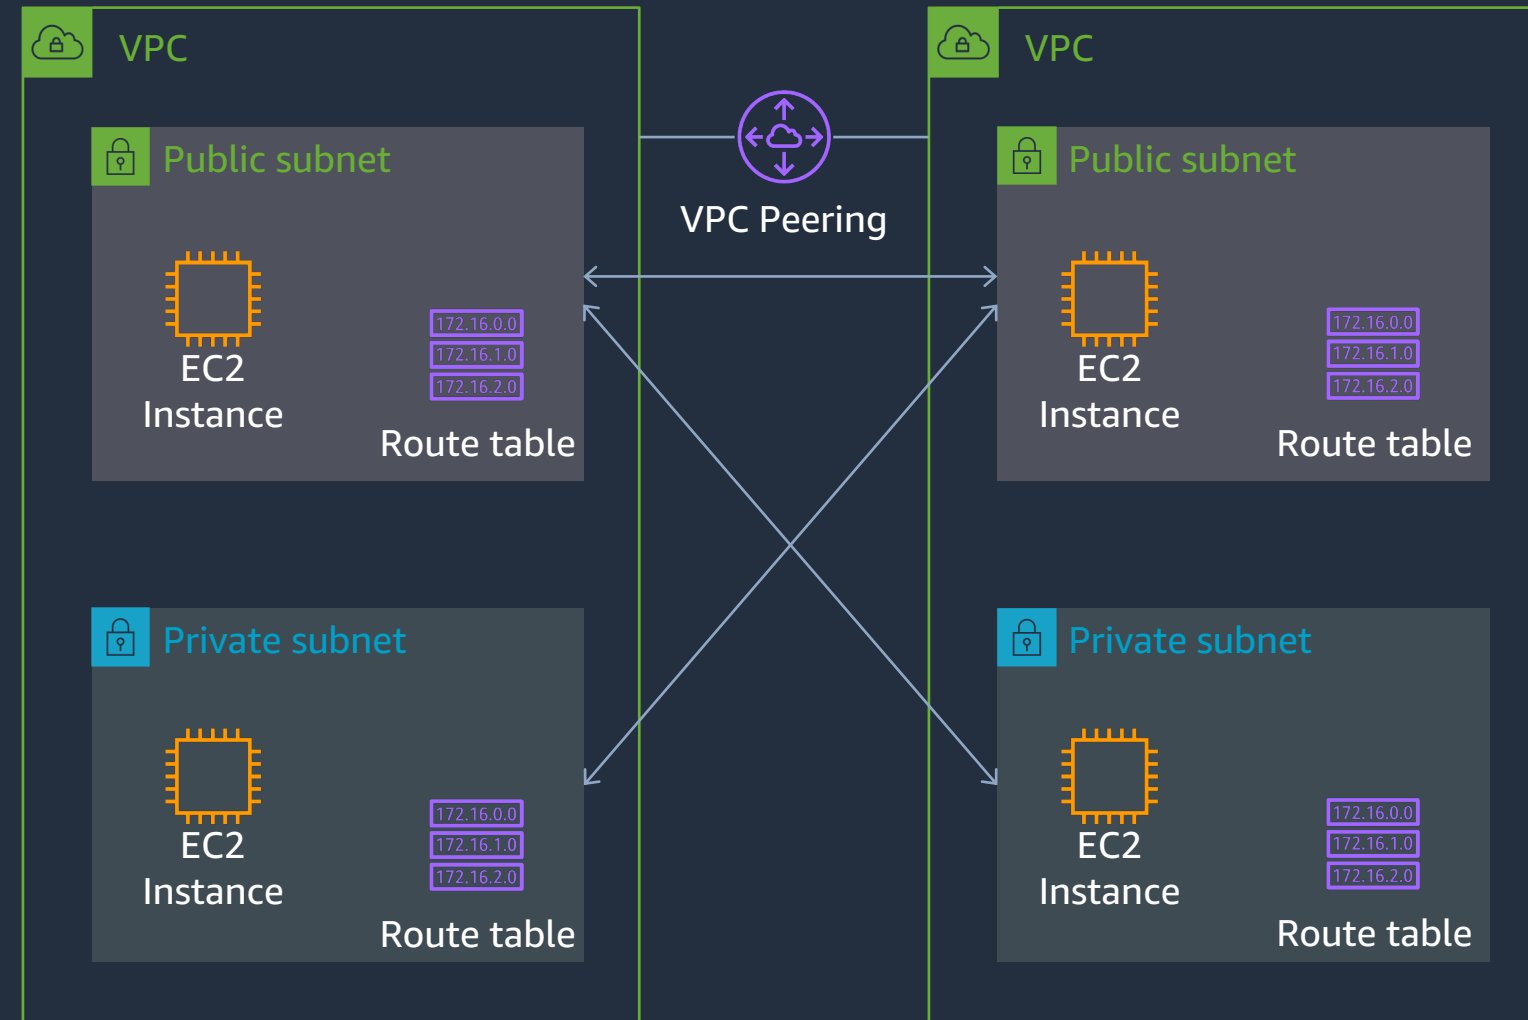 VPC
Public subnet
EC2
Instance
172.16.0.0
172.16.1.0
172.16.2.0
Route table
Private subnet
EC2
Instance
172.16.0.0
172.16.1.0
172.16.2.0
Route table
VPC Peering
VPC
Public subnet
EC2
Instance
172.16.0.0
172.16.1.0
172.16.2.0
Route table
Private subnet
EC2
Instance
172.16.0.0
172.16.1.0
172.16.2.0
Route table